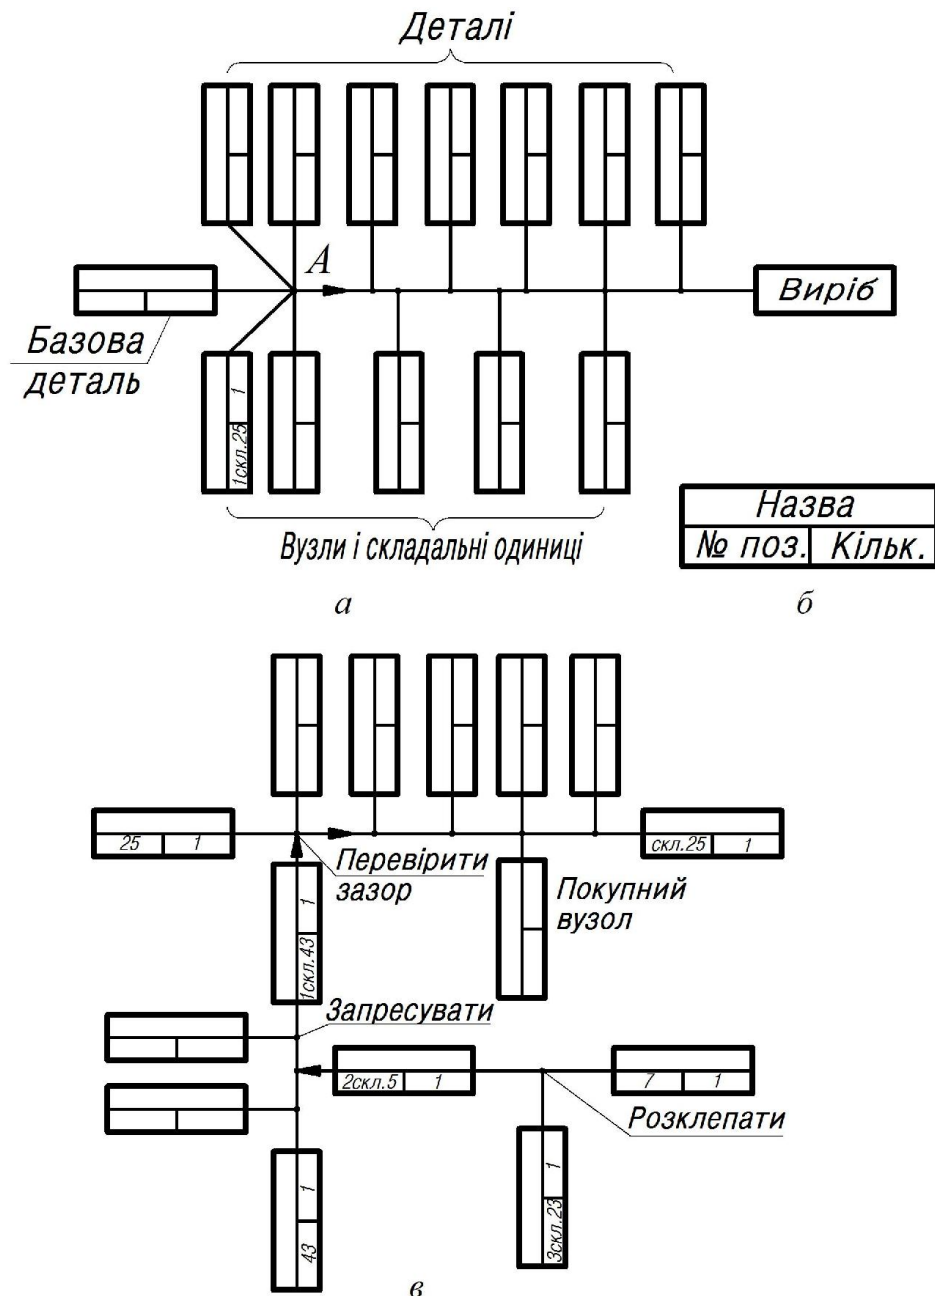 Деталі
А
Виріб
Базова
деталь
1
1скл.25
Вузли і складальні одиниці
Назва
№ поз. Кільк.
а
б
25 1
скл.25 1
Перевірити
зазор
Покупний
вузол
1
1скл.43
Запресувати
2скл.5 1
7 1
Розклепати
1
43
1
3скл.23
в